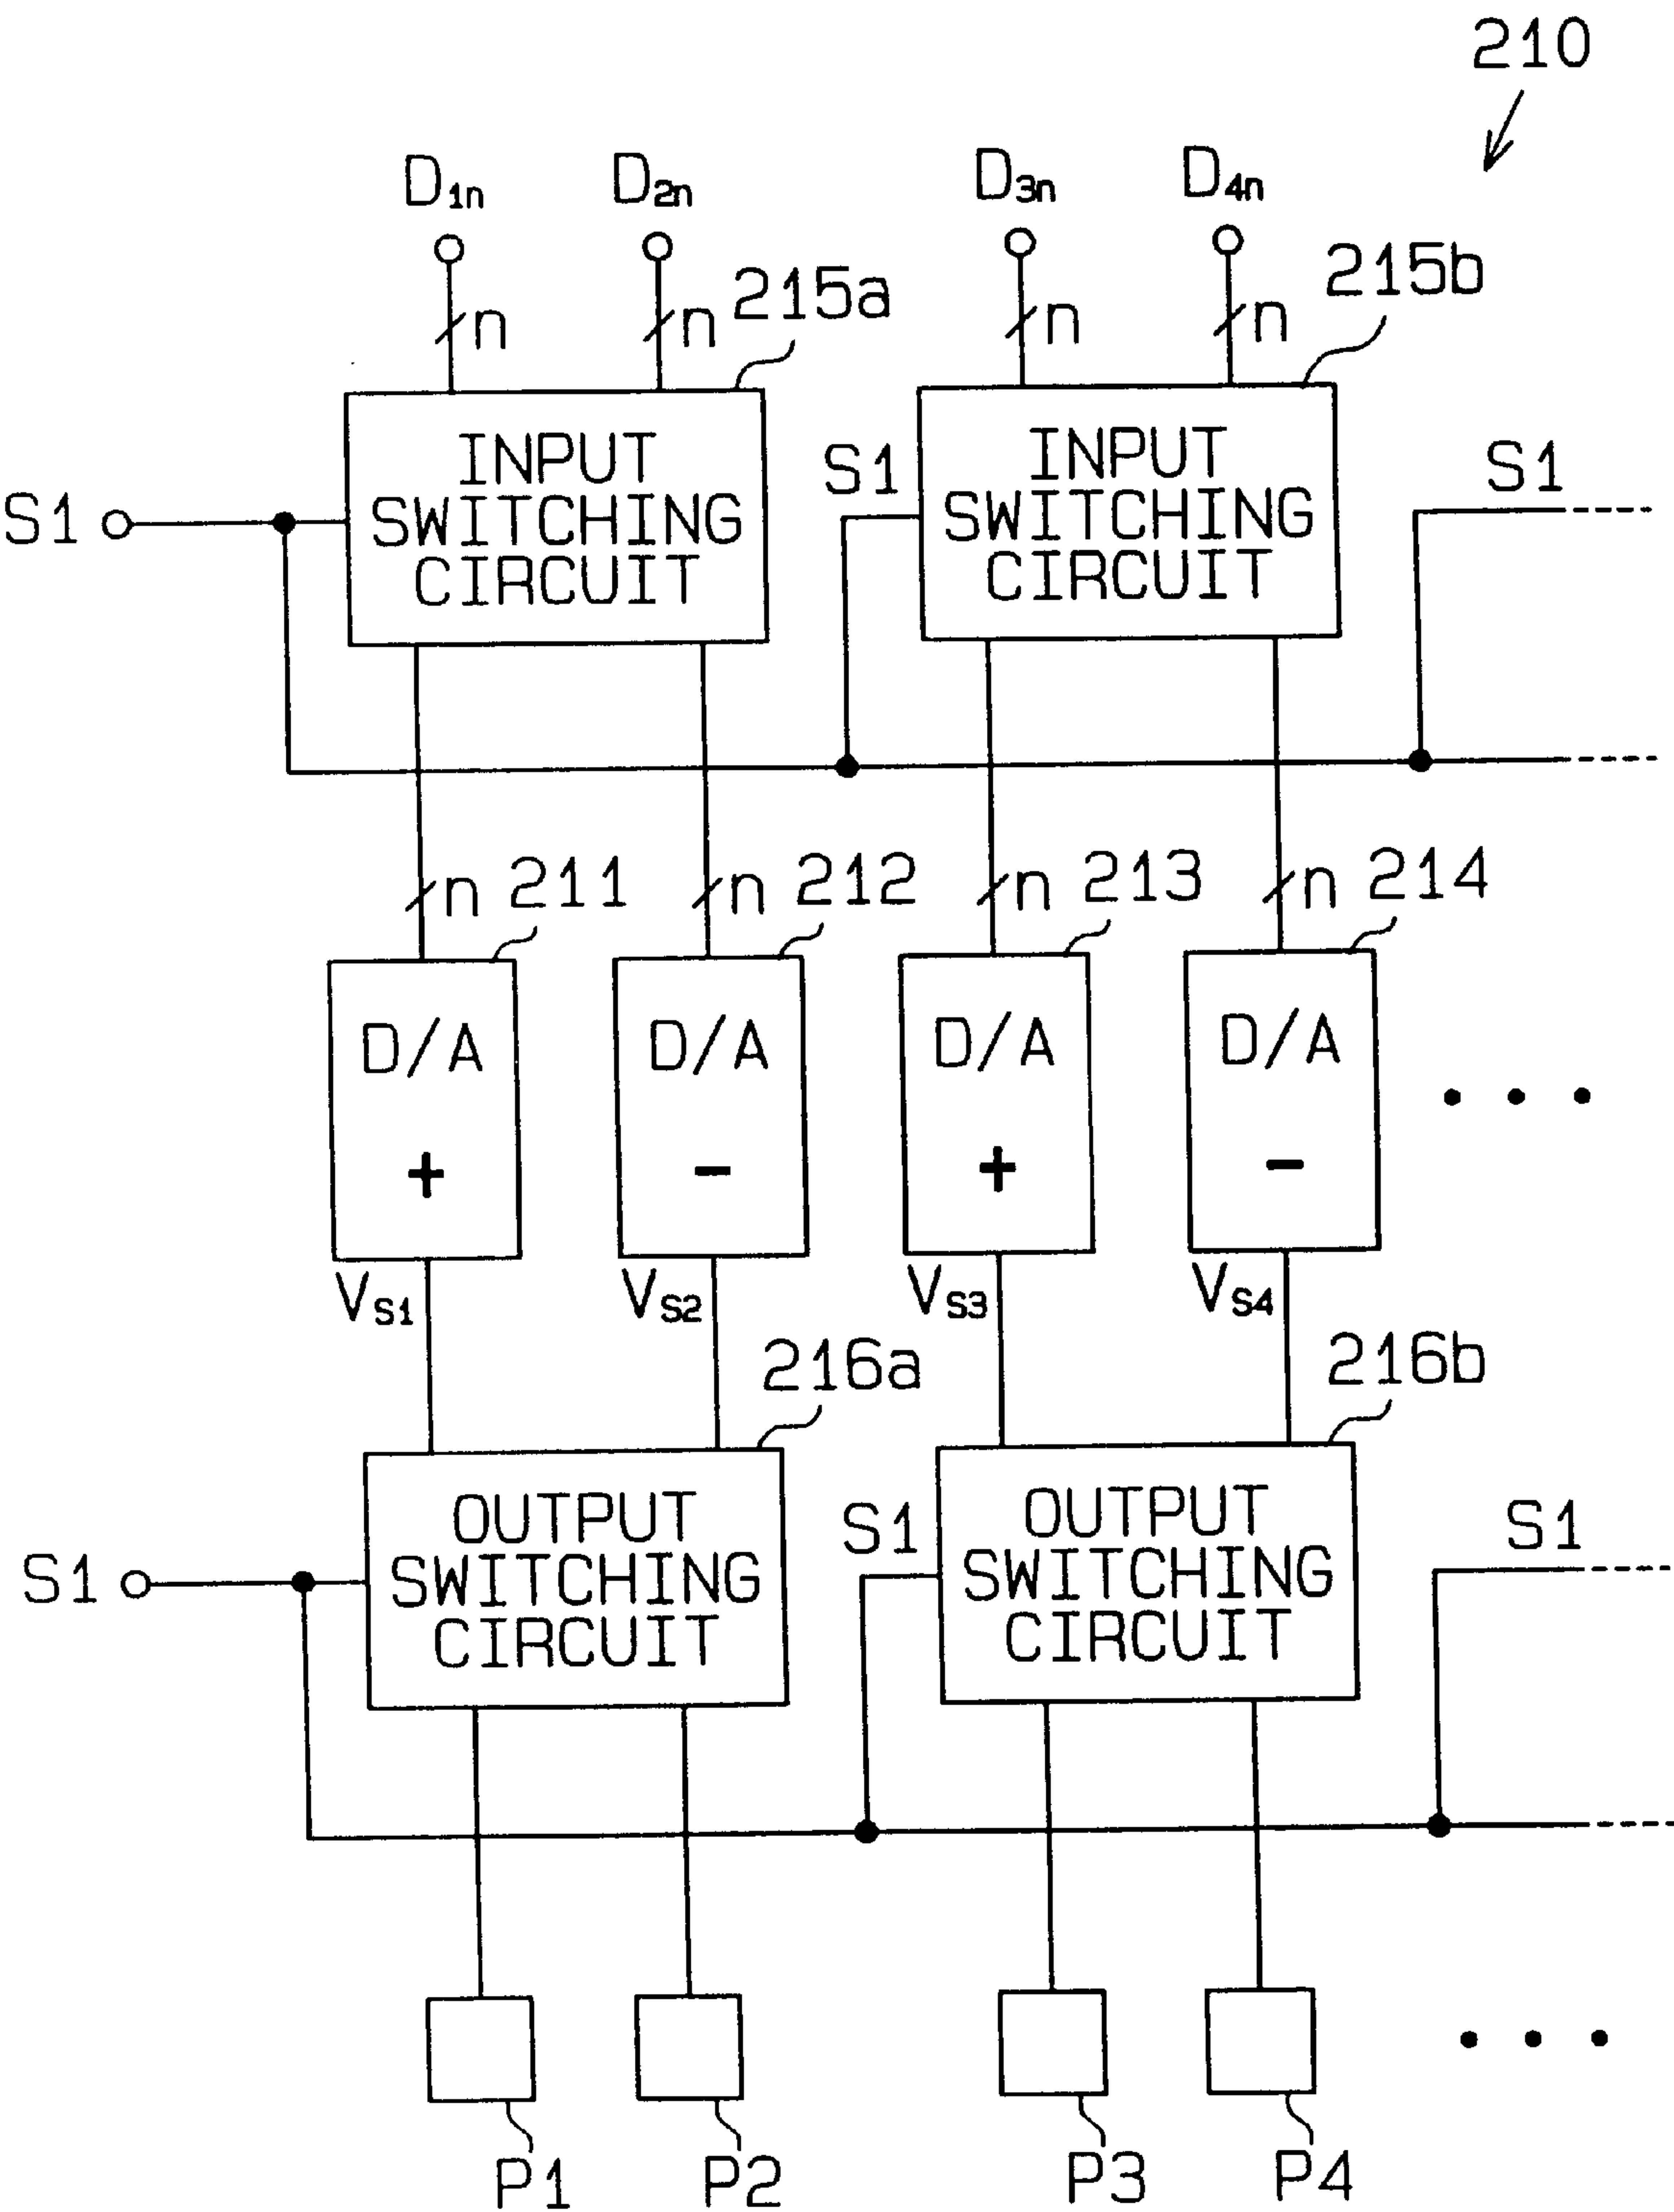 210
D1n D2n D3n D4n
n n n n
215a 215b
INPUT
SWITCHING
CIRCUIT
INPUT
SWITCHING
CIRCUIT
S1 S1 S1
n 211 n 212 n 213 n 214
D/A D/A D/A D/A
+ - + -
VS1 VS2 VS3 VS4
216a 216b
OUTPUT
SWITCHING
CIRCUIT
OUTPUT
SWITCHING
CIRCUIT
S1 S1 S1
P1 P2 P3 P4